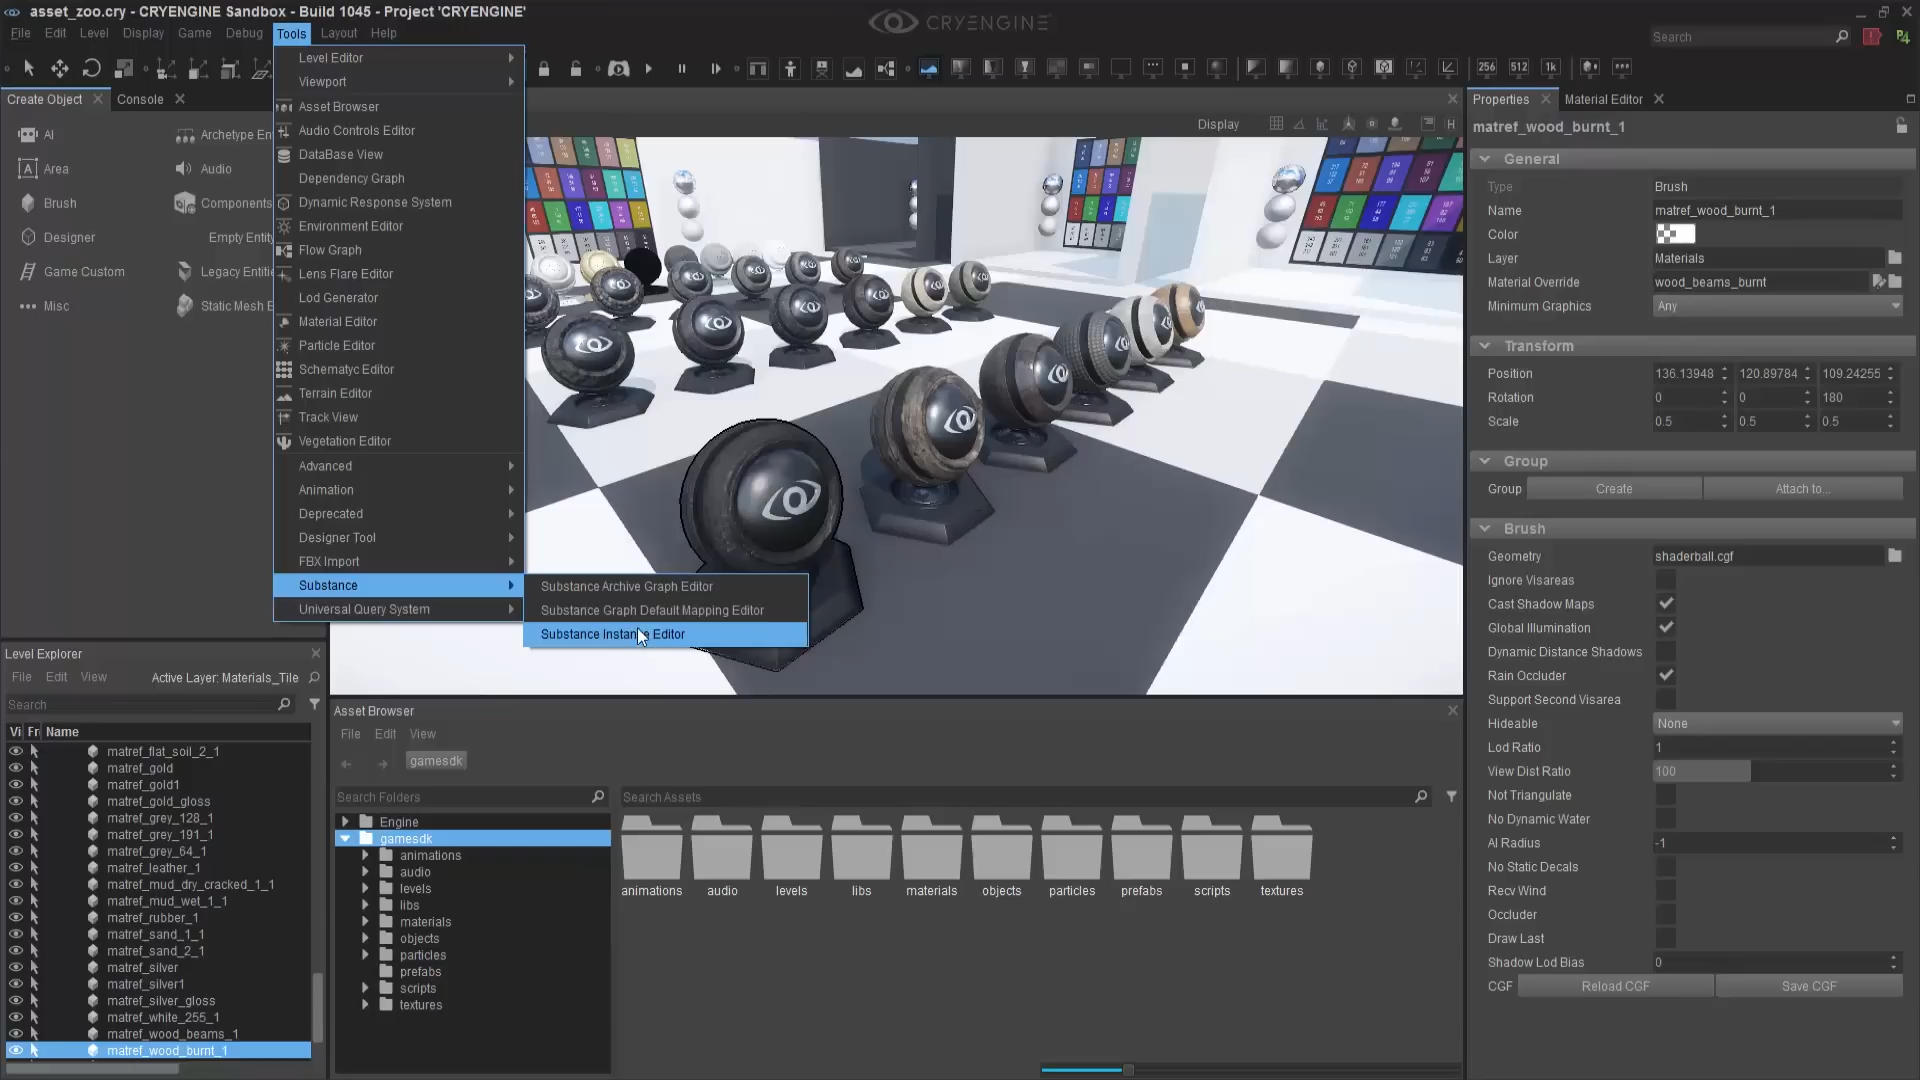 asset_zoo.cry - CRYENGINE Sandbox - Build 1045 - Project 'CRYENGINE'
CRYENGINE
File Edit Level Display Game Debug Tools Layout Help
Search
256 512 1k
Create Object
Console
AI
Archetype En
Area
Audio
Brush
Components
Designer
Empty Entity
Game Custom
Legacy Entitie
Misc
Static Mesh E
Level Editor
Viewport
Asset Browser
Audio Controls Editor
DataBase View
Dependency Graph
Dynamic Response System
Environment Editor
Flow Graph
Lens Flare Editor
Lod Generator
Material Editor
Particle Editor
Schematyc Editor
Terrain Editor
Track View
Vegetation Editor
Advanced
Animation
Deprecated
Designer Tool
FBX Import
Substance
Universal Query System
Substance Archive Graph Editor
Substance Graph Default Mapping Editor
Substance Instance Editor
Display
Level Explorer
File Edit View Active Layer: Materials_Tile
Search
Vi Fr Name
matref_flat_soil_2_1
matref_gold
matref_gold1
matref_gold_gloss
matref_grey_128_1
matref_grey_191_1
matref_grey_64_1
matref_leather_1
matref_mud_dry_cracked_1_1
matref_mud_wet_1_1
matref_rubber_1
matref_sand_1_1
matref_sand_2_1
matref_silver
matref_silver1
matref_silver_gloss
matref_white_255_1
matref_wood_beams_1
matref_wood_burnt_1
Asset Browser
File Edit View
gamesdk
Search Folders
Search Assets
Engine
gamesdk
animations
audio
levels
libs
materials
objects
particles
prefabs
scripts
textures
animations audio levels libs materials objects particles prefabs scripts textures
Properties
Material Editor
matref_wood_burnt_1
General
Type Brush
Name matref_wood_burnt_1
Color
Layer Materials
Material Override wood_beams_burnt
Minimum Graphics Any
Transform
Position 136.13948 120.89784 109.24255
Rotation 0 0 180
Scale 0.5 0.5 0.5
Group
Group Create Attach to...
Brush
Geometry shaderball.cgf
Ignore Visareas
Cast Shadow Maps
Global Illumination
Dynamic Distance Shadows
Rain Occluder
Support Second Visarea
Hideable None
Lod Ratio 1
View Dist Ratio 100
Not Triangulate
No Dynamic Water
AI Radius -1
No Static Decals
Recv Wind
Occluder
Draw Last
Shadow Lod Bias 0
CGF Reload CGF Save CGF